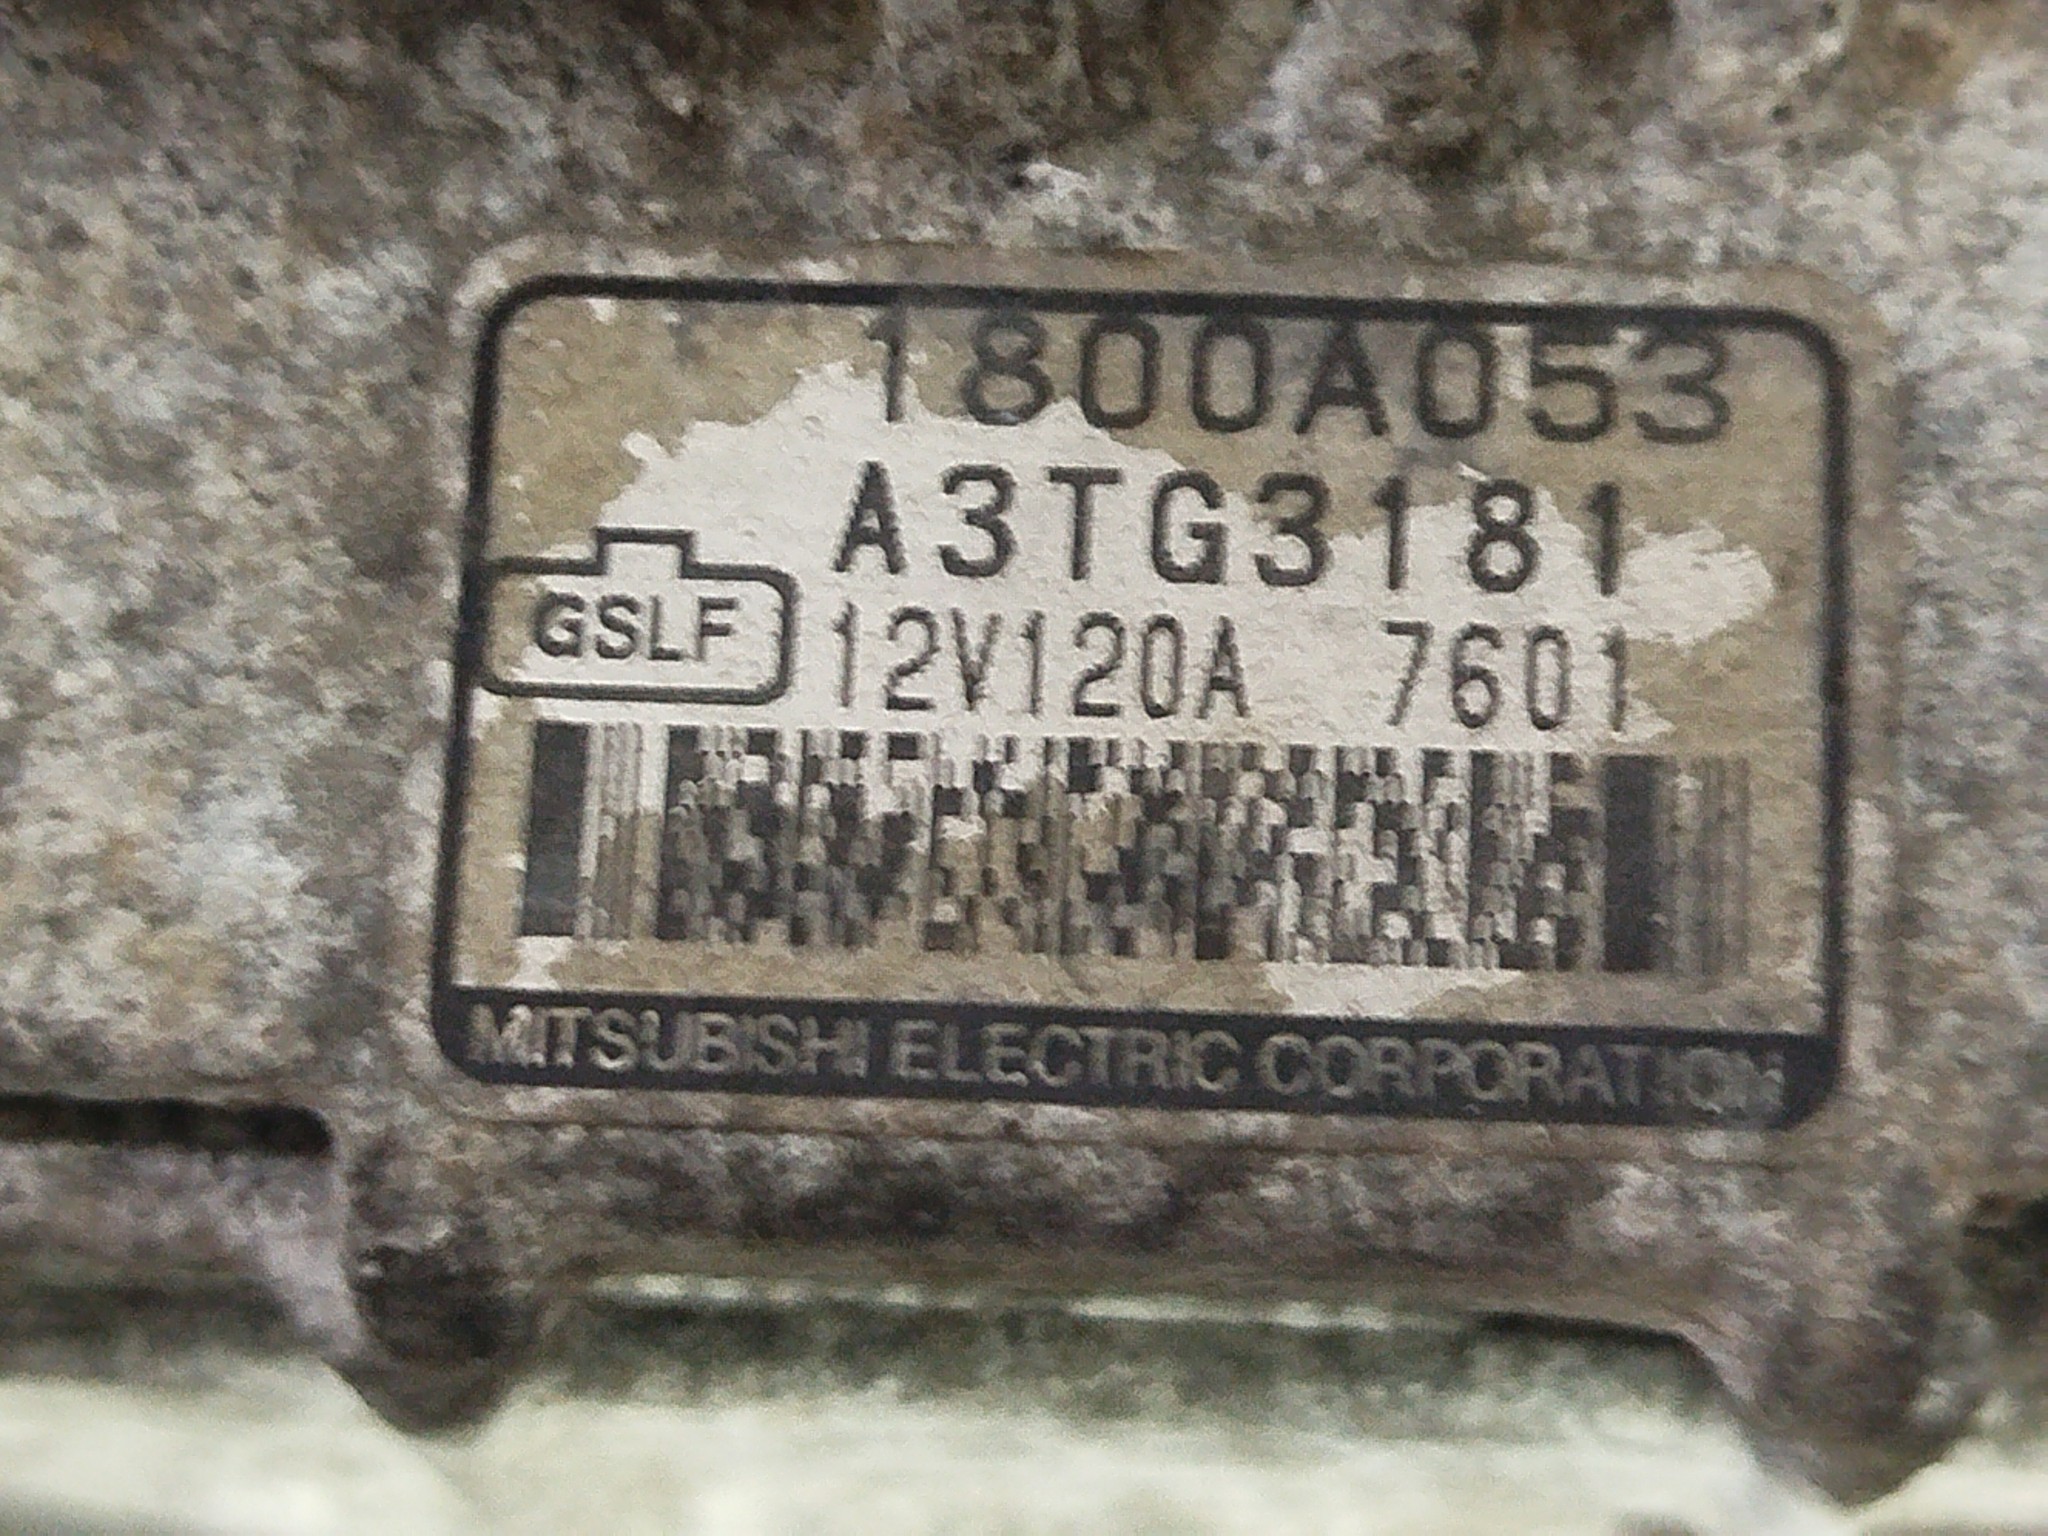 1800A053
A3TG3181
GSLF
12V120A 7601
MITSUBISHI ELECTRIC CORPORATION